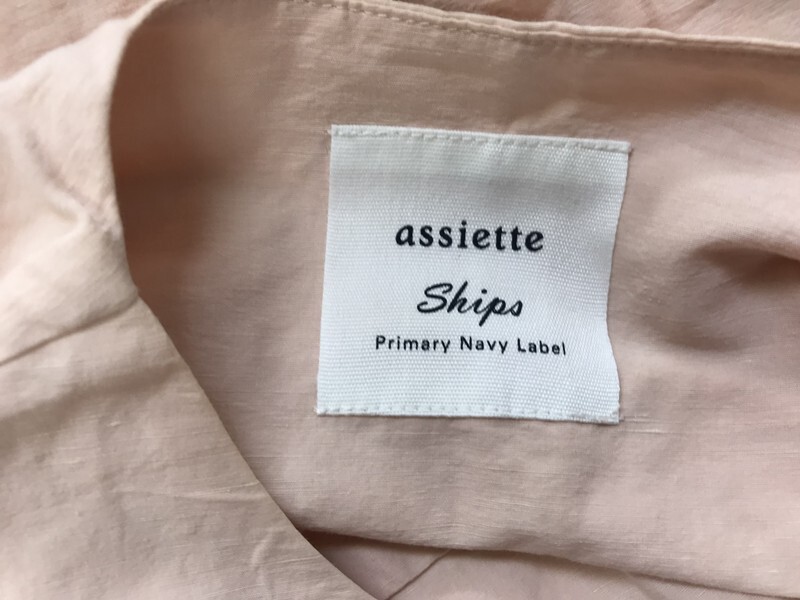 assiette
Ships
Primary Navy Label